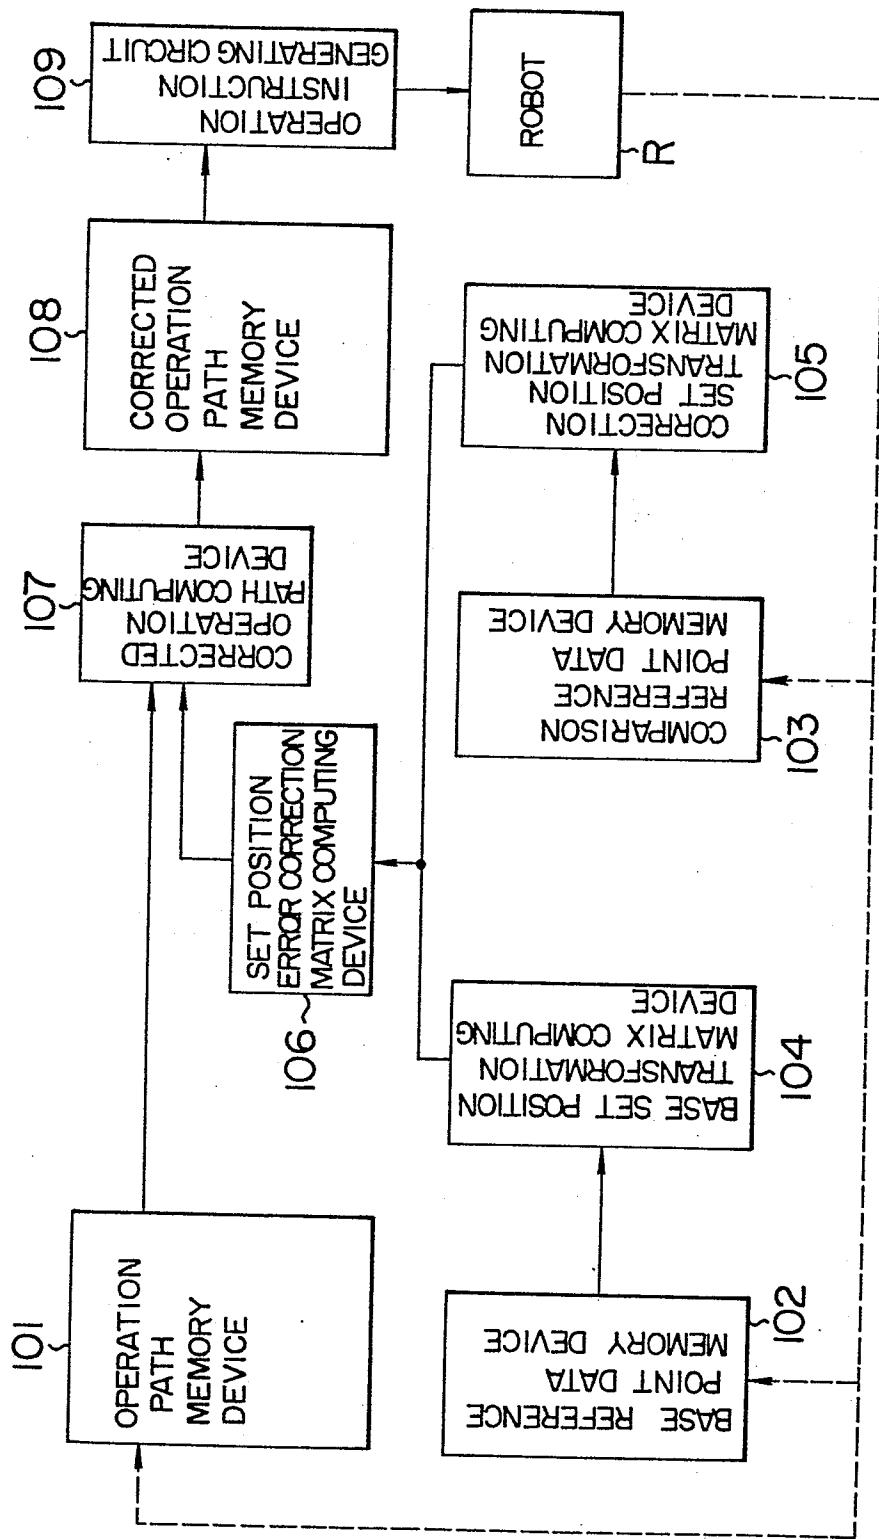 101
OPERATION
PATH
MEMORY
DEVICE
102
BASE REFERENCE
POINT DATA
MEMORY DEVICE
104
BASE SET POSITION
TRANSFORMATION
MATRIX COMPUTING
DEVICE
106
SET POSITION
ERROR CORRECTION
MATRIX COMPUTING
DEVICE
103
COMPARISON
REFERENCE
POINT DATA
MEMORY DEVICE
105
CORRECTION
SET POSITION
TRANSFORMATION
MATRIX COMPUTING
DEVICE
107
CORRECTED
OPERATION
PATH COMPUTING
DEVICE
108
CORRECTED
OPERATION
PATH
MEMORY
DEVICE
109
OPERATION
INSTRUCTION
GENERATING CIRCUIT
ROBOT
R